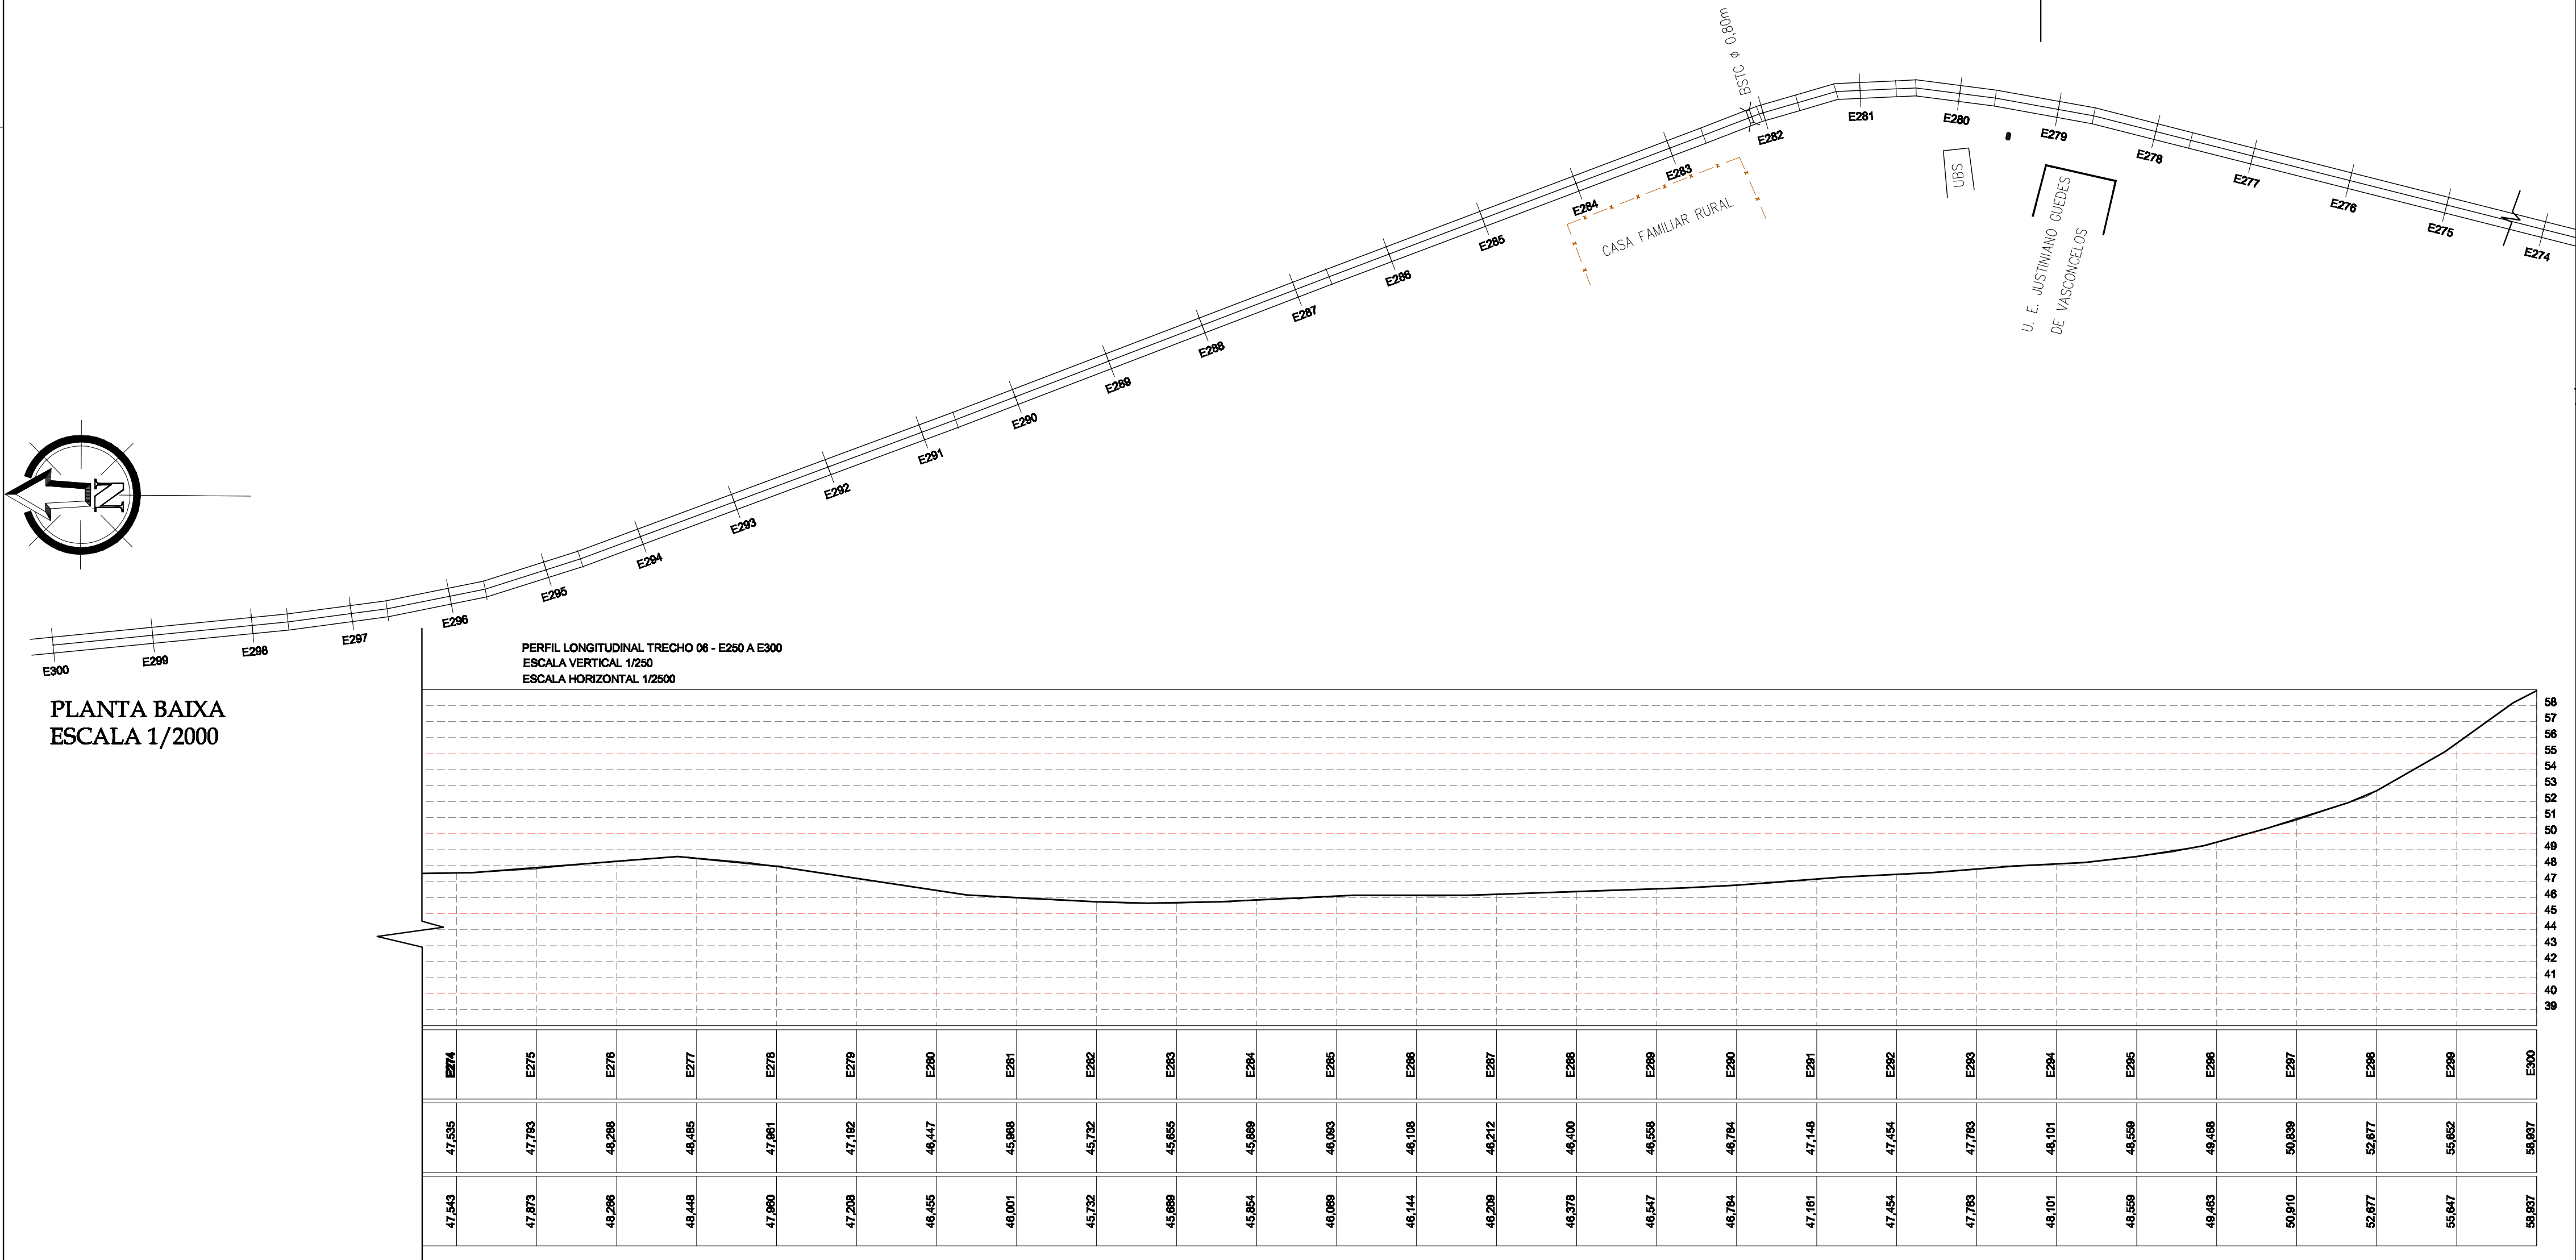 BSTC φ 0,80m
E281
E280
E279
E278
E277
E276
E275
E274
E282
E283
E284
E285
E286
E287
E288
E289
E290
E291
E292
E293
E294
E295
E296
E297
E298
E299
E300
UBS
U. E. JUSTINIANO GUEDES
DE VASCONCELOS
CASA FAMILIAR RURAL
N
PLANTA BAIXA
ESCALA 1/2000
PERFIL LONGITUDINAL TRECHO 06 - E250 A E300
ESCALA VERTICAL 1/250
ESCALA HORIZONTAL 1/2500
58
57
56
55
54
53
52
51
50
49
48
47
46
45
44
43
42
41
40
39
E274 E275 E276 E277 E278 E279 E280 E281 E282 E283 E284 E285 E286 E287 E288 E289 E290 E291 E292 E293 E294 E295 E296 E297 E298 E299 E300
47,535 47,793 48,288 48,485 47,961 47,192 46,447 45,968 45,732 45,655 45,869 46,093 46,108 46,212 46,400 46,558 46,784 47,148 47,454 47,783 48,101 48,559 49,488 50,839 52,677 55,652 58,937
47,543 47,873 48,266 48,448 47,960 47,208 46,455 46,001 45,732 45,689 45,854 46,089 46,144 46,209 46,378 46,547 46,784 47,161 47,454 47,783 48,101 48,559 49,463 50,910 52,677 55,647 58,937